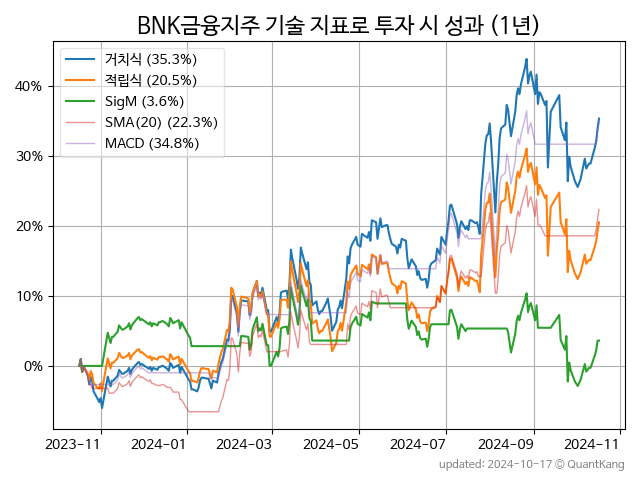 BNK금융지주 기술 지표로 투자 시 성과 (1년)
거치식 (35.3%)
적립식 (20.5%)
SigM (3.6%)
SMA(20) (22.3%)
MACD (34.8%)
40%
30%
20%
10%
0%
2023-11 2024-01 2024-03 2024-05 2024-07 2024-09 2024-11
updated: 2024-10-17 © QuantKang